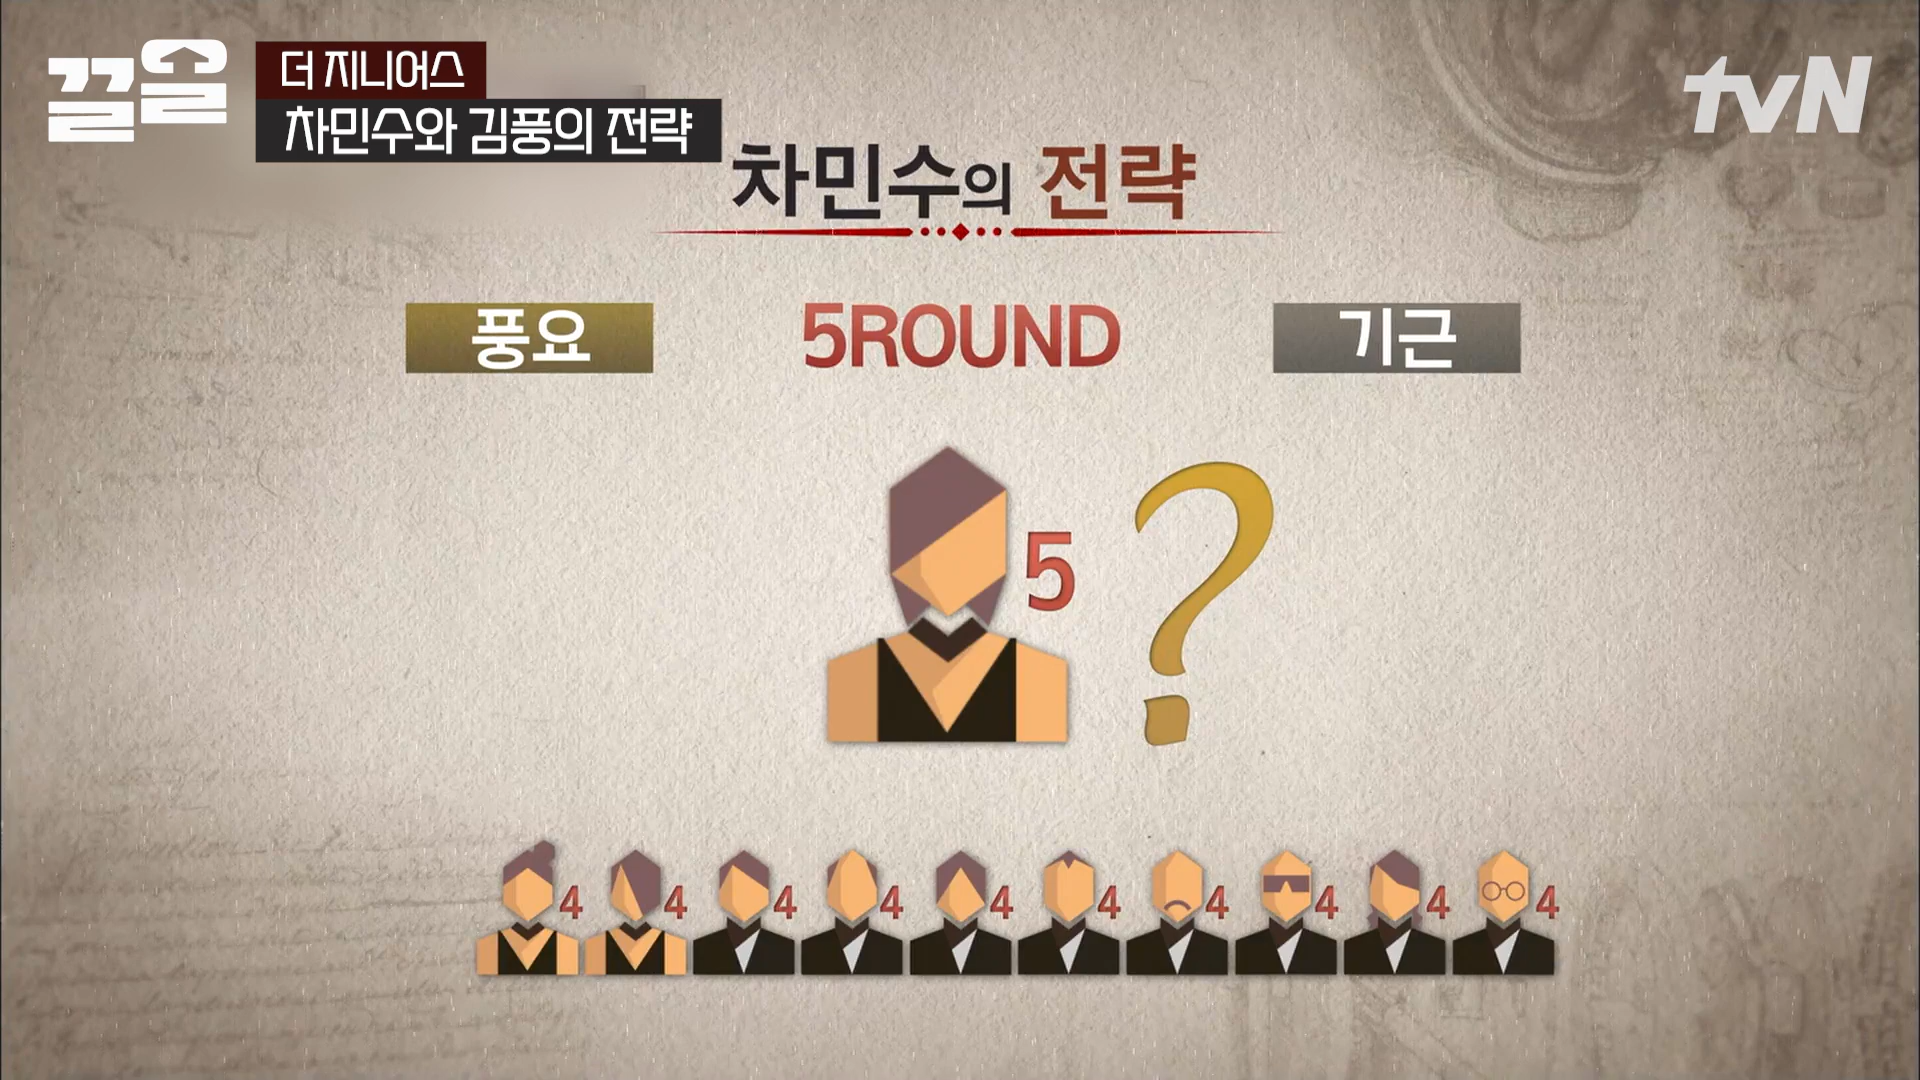 끌올
더 지니어스
tvN
차민수와 김풍의 전략
차민수의 전략
풍요 5ROUND 기근
5 ?
4 4 4 4 4 4 4 4 4 4